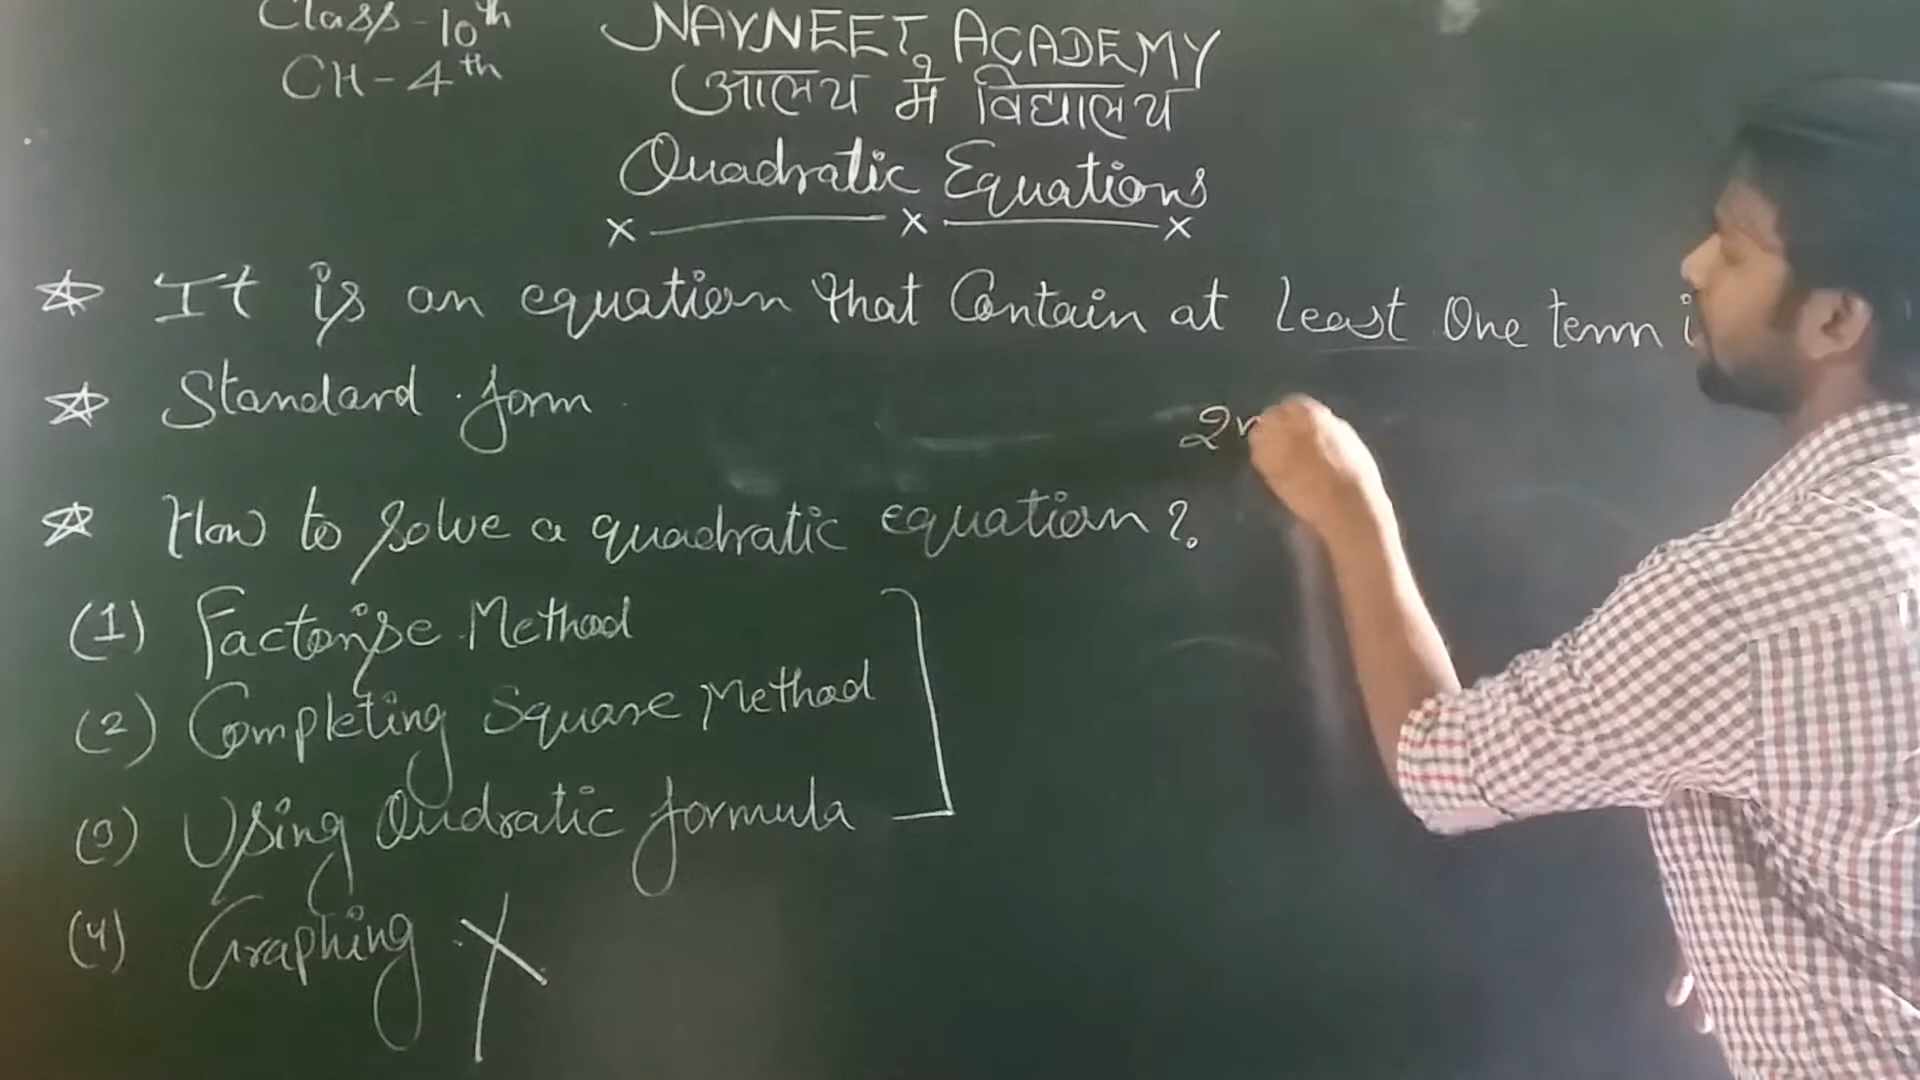 Class-10th
CH-4th
NAVNEET ACADEMY
आलय में विद्यालय
Quadratic Equations
x x x
It is an equation that Contain at Least One term
Standard form
How to solve a quadratic equation?
(1) Factorise Method
(2) Completing Square Method
(3) Using Qudratic formula
(4) Graphing X